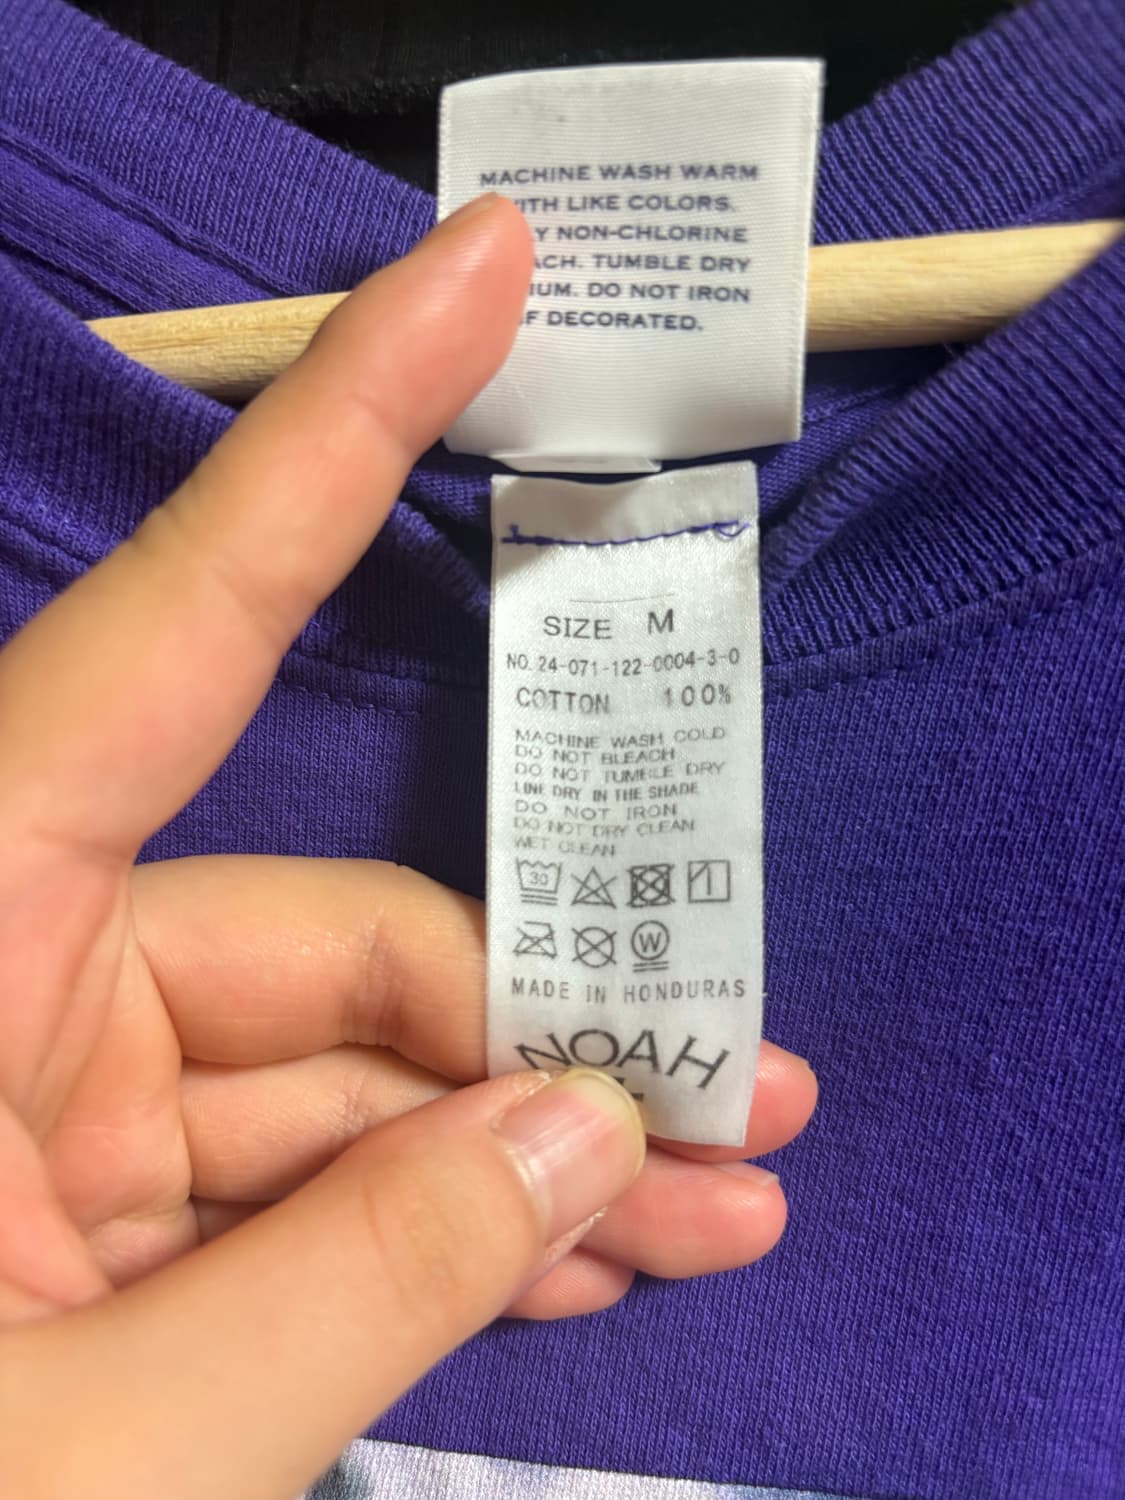 MACHINE WASH WARM
WITH LIKE COLORS.
NON-CHLORINE
TUMBLE DRY
DO NOT IRON
IF DECORATED.
SIZE M
NO. 24-071-122-0004-3-0
COTTON 100%
MACHINE WASH COLD
DO NOT BLEACH
DO NOT TUMBLE DRY
LINE DRY IN THE SHADE
DO NOT IRON
DO NOT DRY CLEAN
WET CLEAN
30
W
MADE IN HONDURAS
NOAH